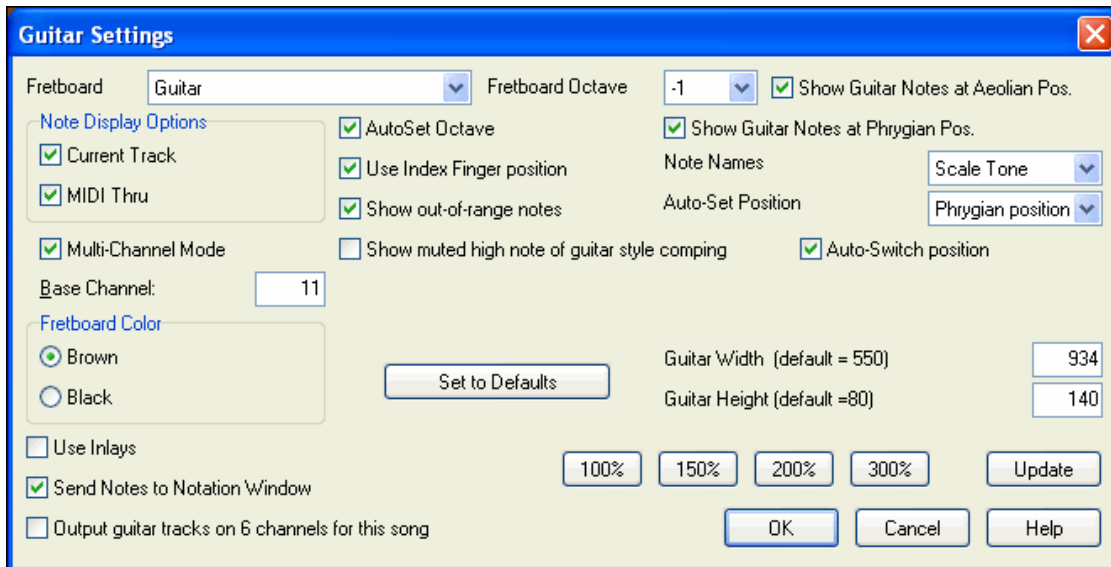 Guitar Settings
Fretboard Guitar Fretboard Octave -1 Show Guitar Notes at Aeolian Pos.
Note Display Options AutoSet Octave Show Guitar Notes at Phrygian Pos.
Current Track Use Index Finger position Note Names Scale Tone
MIDI Thru Show out-of-range notes Auto-Set Position Phrygian position
Multi-Channel Mode Show muted high note of guitar style comping Auto-Switch position
Base Channel: 11
Fretboard Color
Brown Set to Defaults Guitar Width (default = 550) 934
Black Guitar Height (default =80) 140
Use Inlays
100% 150% 200% 300% Update
Send Notes to Notation Window
Output guitar tracks on 6 channels for this song OK Cancel Help